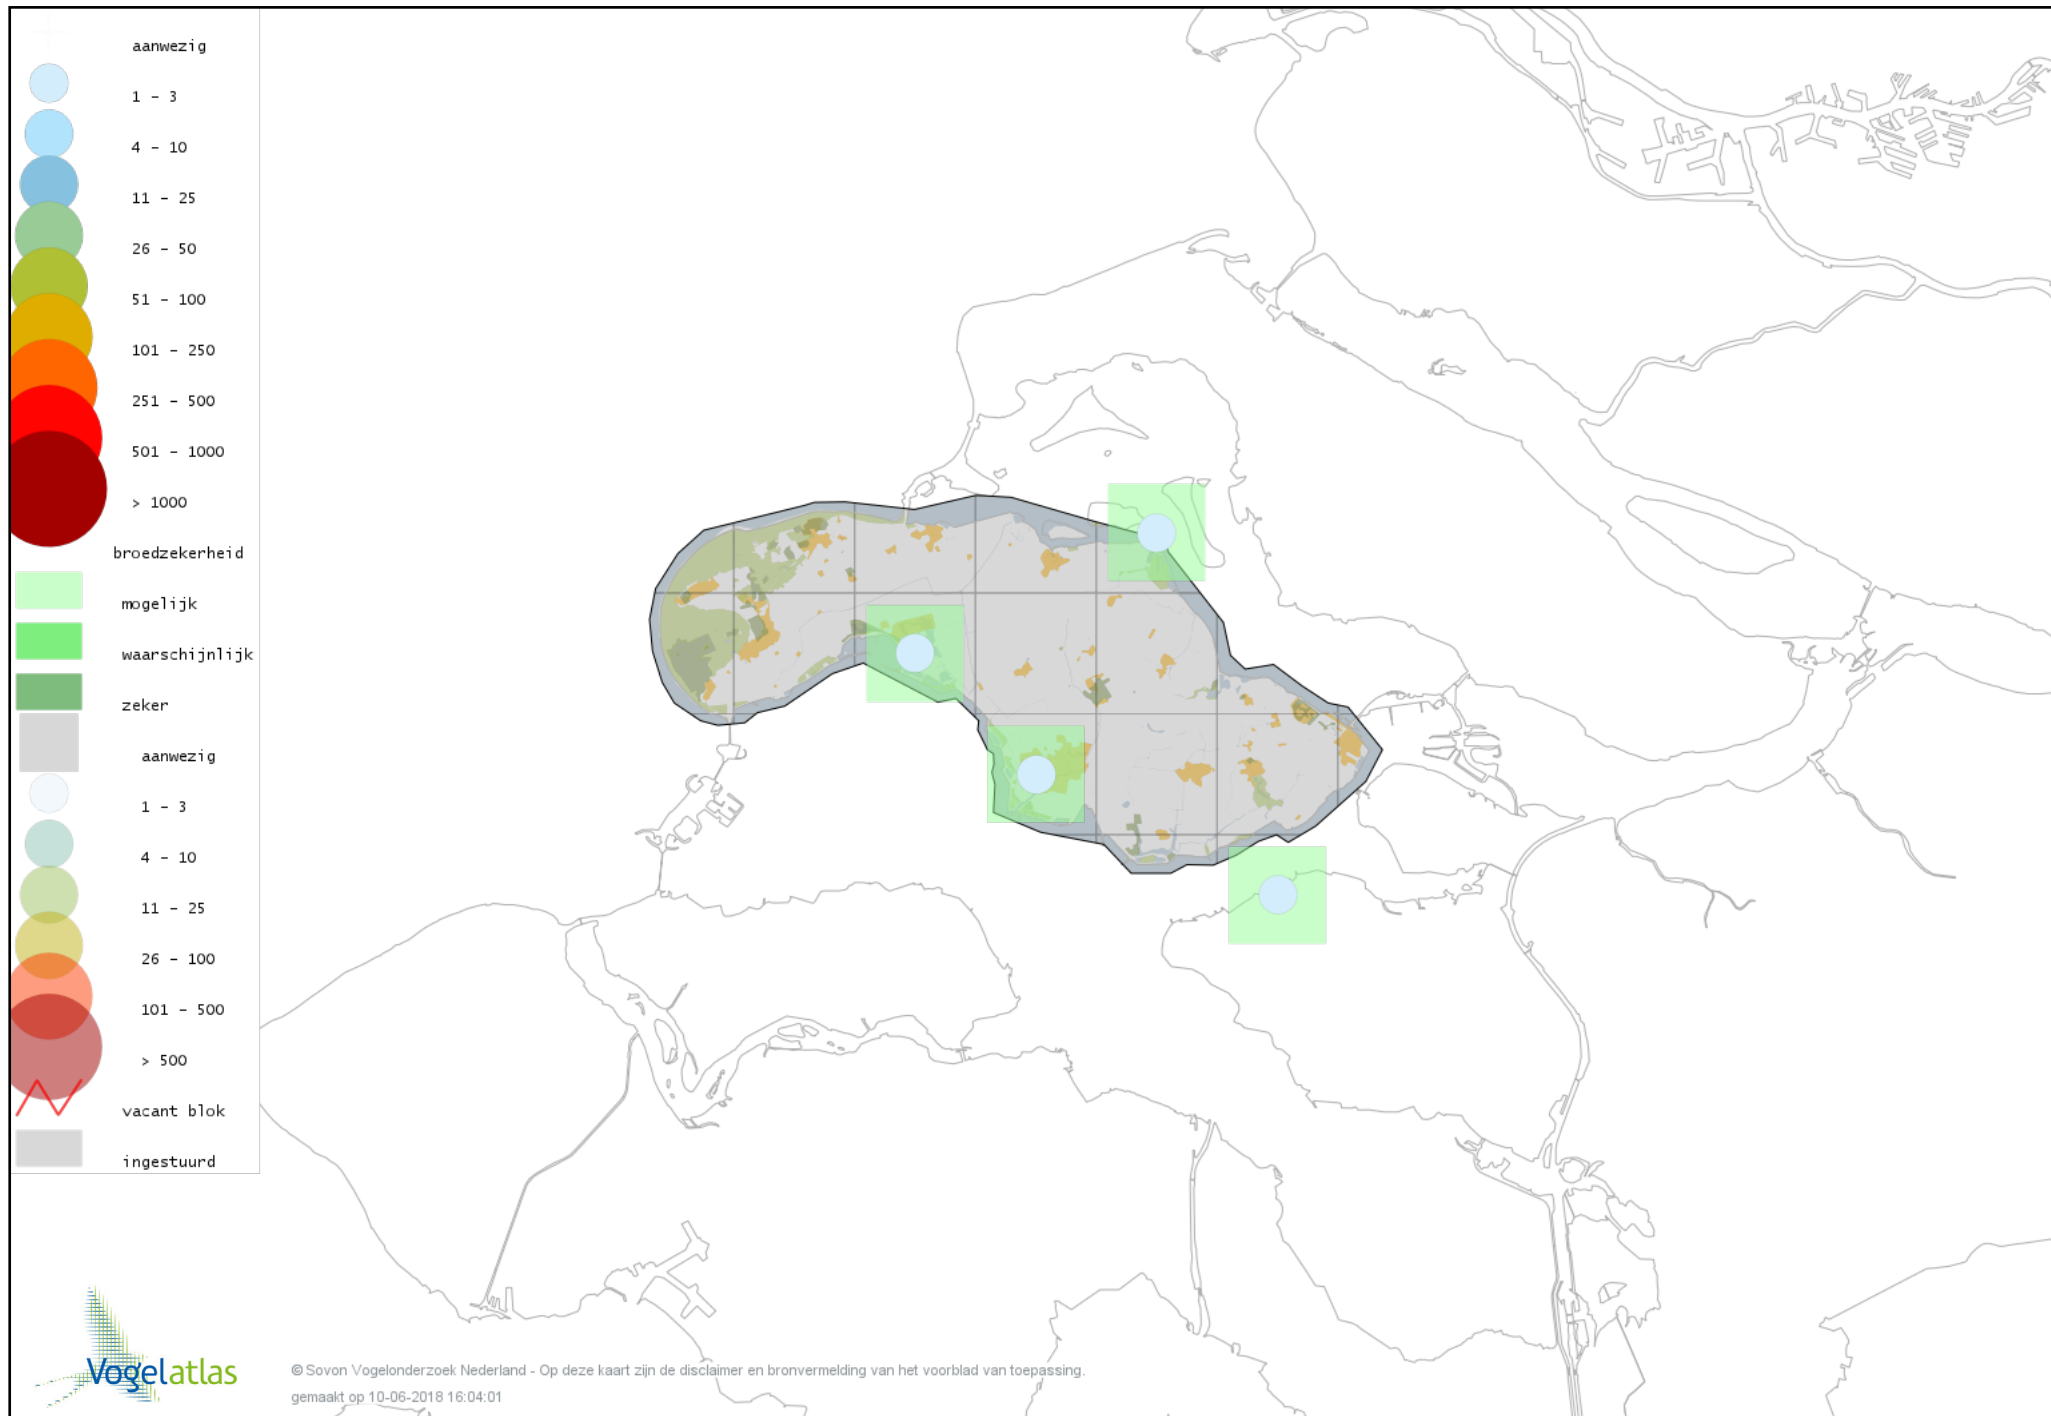 aanwezig
1 - 3
4 - 10
11 - 25
26 - 50
51 - 100
101 - 250
251 - 500
501 - 1000
> 1000
broedzekerheid
mogelijk
waarschijnlijk
zeker
aanwezig
1 - 3
4 - 10
11 - 25
26 - 100
101 - 500
> 500
vacant blok
ingestuurd
Vogelatlas
© Sovon Vogelonderzoek Nederland - Op deze kaart zijn de disclaimer en bronvermelding van het voorblad van toepassing.
gemaakt op 10-06-2018 16:04:01